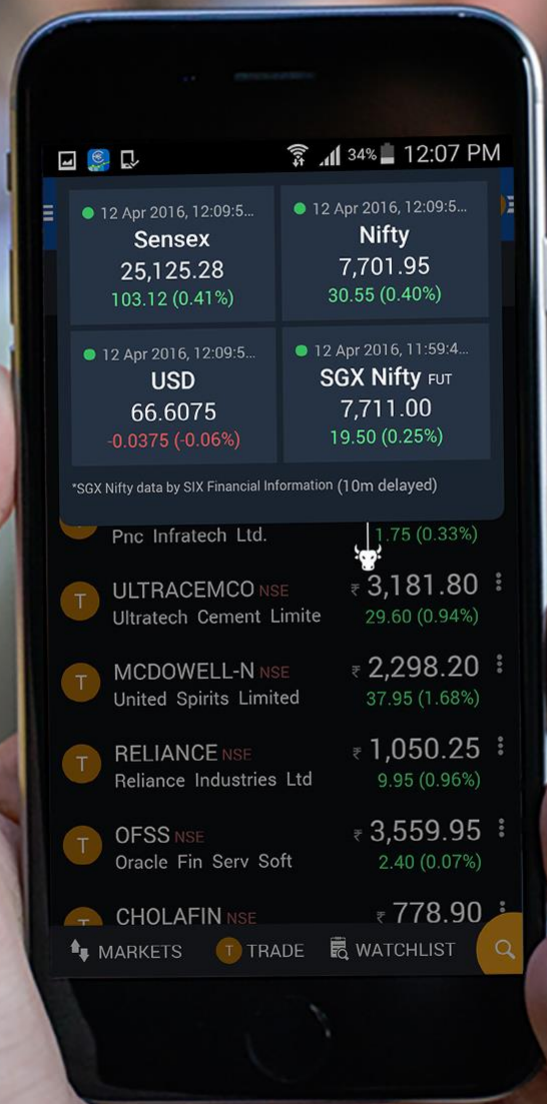 34% 12:07 PM
12 Apr 2016, 12:09:5...
Sensex
25,125.28
103.12 (0.41%)
12 Apr 2016, 12:09:5...
Nifty
7,701.95
30.55 (0.40%)
12 Apr 2016, 12:09:5...
USD
66.6075
-0.0375 (-0.06%)
12 Apr 2016, 11:59:4...
SGX Nifty FUT
7,711.00
19.50 (0.25%)
*SGX Nifty data by SIX Financial Information (10m delayed)
Pnc Infratech Ltd. 1.75 (0.33%)
T ULTRACEMCO NSE ₹ 3,181.80
Ultratech Cement Limite 29.60 (0.94%)
T MCDOWELL-N NSE ₹ 2,298.20
United Spirits Limited 37.95 (1.68%)
T RELIANCE NSE ₹ 1,050.25
Reliance Industries Ltd 9.95 (0.96%)
T OFSS NSE ₹ 3,559.95
Oracle Fin Serv Soft 2.40 (0.07%)
T CHOLAFIN NSE ₹ 778.90
MARKETS T TRADE WATCHLIST